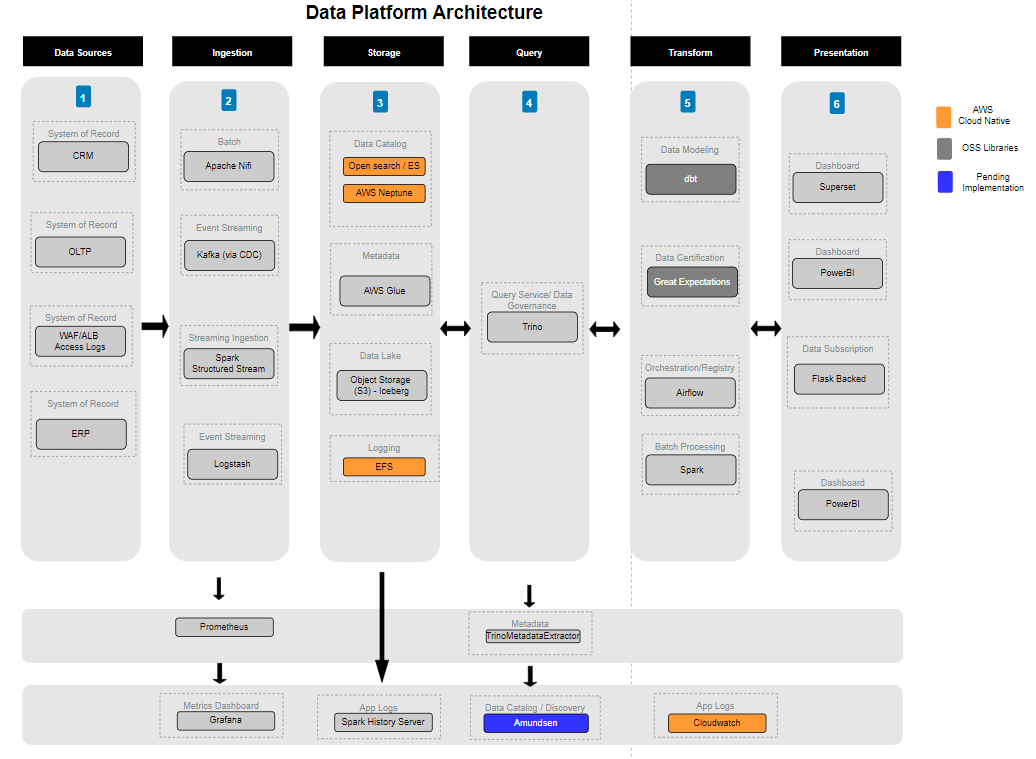 Data Platform Architecture
Data Sources
Ingestion
Storage
Query
Transform
Presentation
1
System of Record
CRM
System of Record
OLTP
System of Record
WAF/ALB
Access Logs
System of Record
ERP
2
Batch
Apache Nifi
Event Streaming
Kafka (via CDC)
Streaming Ingestion
Spark
Structured Stream
Event Streaming
Logstash
3
Data Catalog
Open search / ES
AWS Neptune
Metadata
AWS Glue
Data Lake
Object Storage
(S3) - Iceberg
Logging
EFS
4
Query Service/ Data
Governance
Trino
5
Data Modeling
dbt
Data Certification
Great Expectations
Orchestration/Registry
Airflow
Batch Processing
Spark
6
Dashboard
Superset
Dashboard
PowerBI
Data Subscription
Flask Backed
Dashboard
PowerBI
AWS
Cloud Native
OSS Libraries
Pending
Implementation
Prometheus
Metadata
TrinoMetadataExtractor
Metrics Dashboard
Grafana
App Logs
Spark History Server
Data Catalog / Discovery
Amundsen
App Logs
Cloudwatch